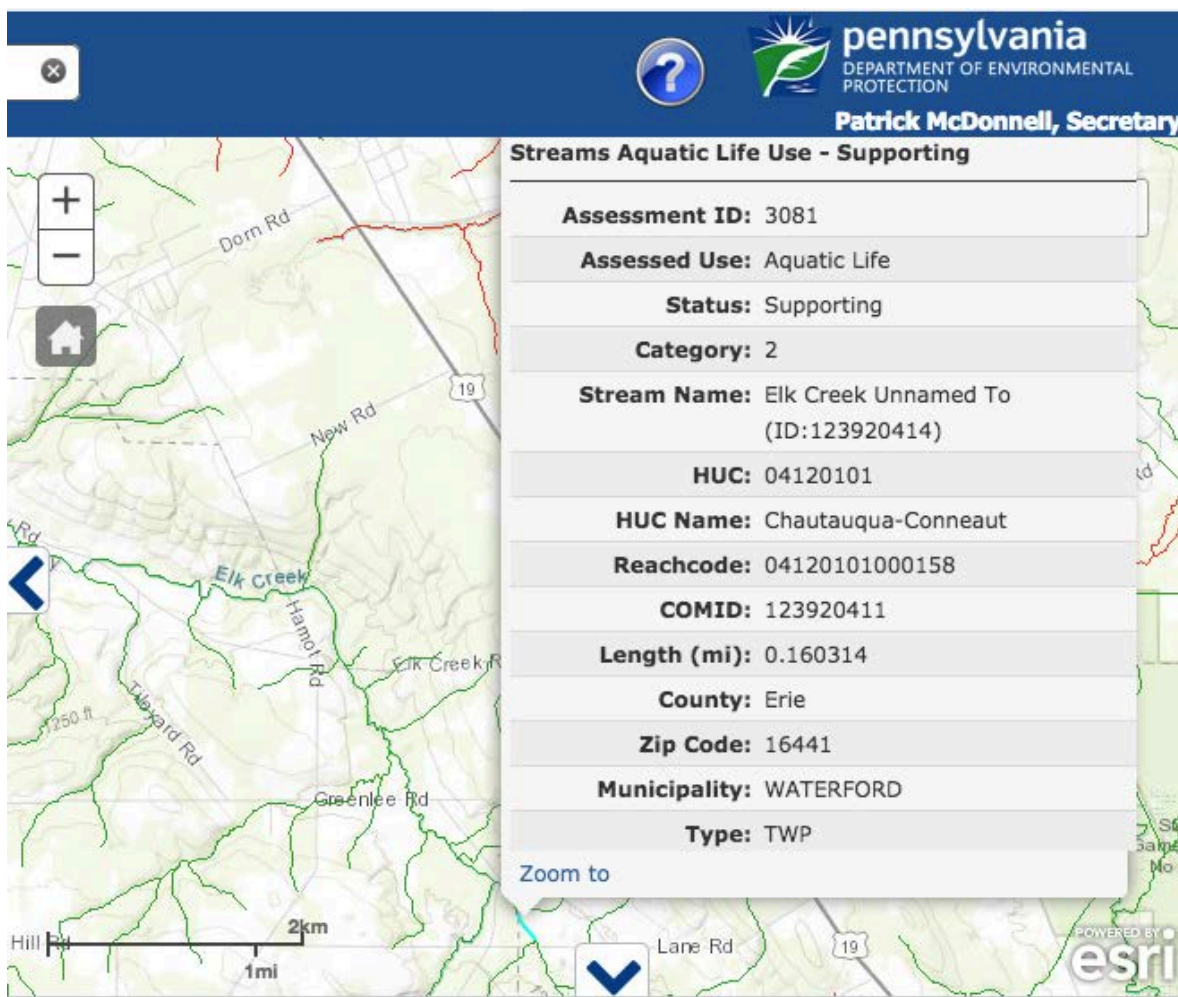 ?
pennsylvania
DEPARTMENT OF ENVIRONMENTAL
PROTECTION
Patrick McDonnell, Secretary
Streams Aquatic Life Use - Supporting
Assessment ID: 3081
Assessed Use: Aquatic Life
Status: Supporting
Category: 2
Stream Name: Elk Creek Unnamed To
(ID:123920414)
HUC: 04120101
HUC Name: Chautauqua-Conneaut
Reachcode: 04120101000158
COMID: 123920411
Length (mi): 0.160314
County: Erie
Zip Code: 16441
Municipality: WATERFORD
Type: TWP
Zoom to
+
−
Dorn Rd
19
New Rd
Rd
Elk Creek
Hamot Rd
Elk Creek R
Tileyard Rd
1250 ft
Greenlee Rd
Hill Rd
2km
1mi
Lane Rd
19
No
POWERED BY
esri